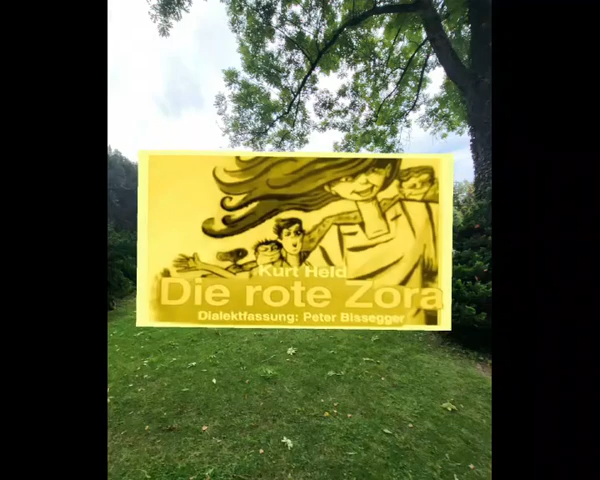 Kurt Held
Die rote Zora
Dialektfassung: Peter Bissegger